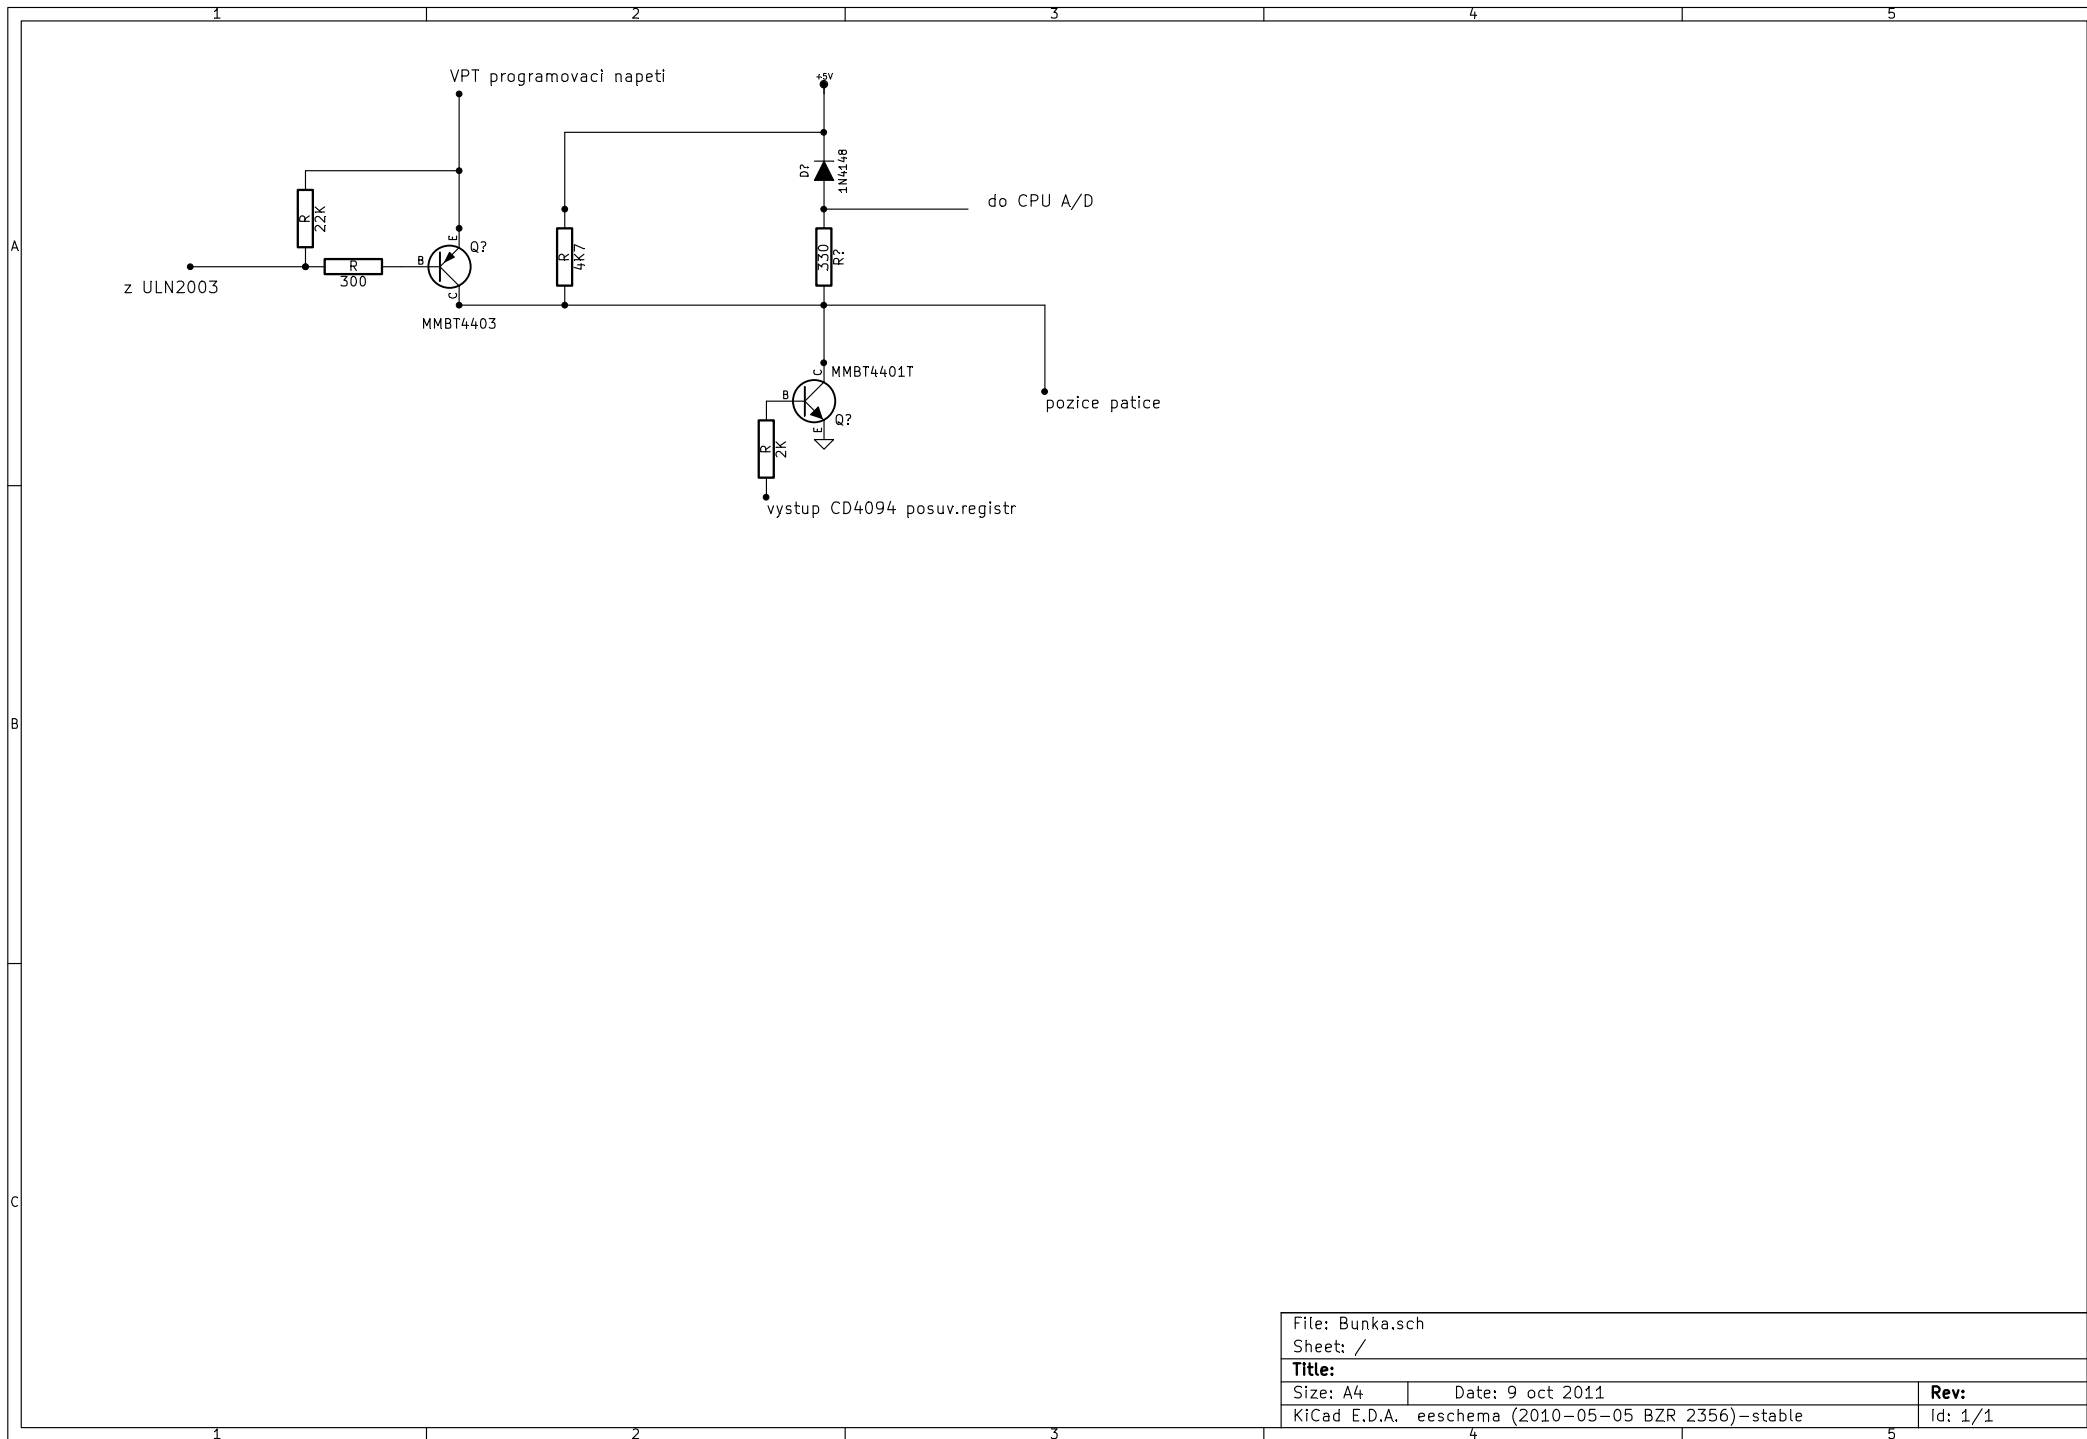 1 2 3 4 5
VPT programovaci napeti
+5V
D?
1N4148
do CPU A/D
R
22K
A
E
Q?
B
R
300
z ULN2003
C
MMBT4403
R
4K7
330
R?
C
MMBT4401T
B
Q?
E
pozice patice
R
2K
vystup CD4094 posuv.registr
B
C
File: Bunka.sch
Sheet: /
Title:
Size: A4 Date: 9 oct 2011 Rev:
KiCad E.D.A. eeschema (2010-05-05 BZR 2356)-stable Id: 1/1
1 2 3 4 5